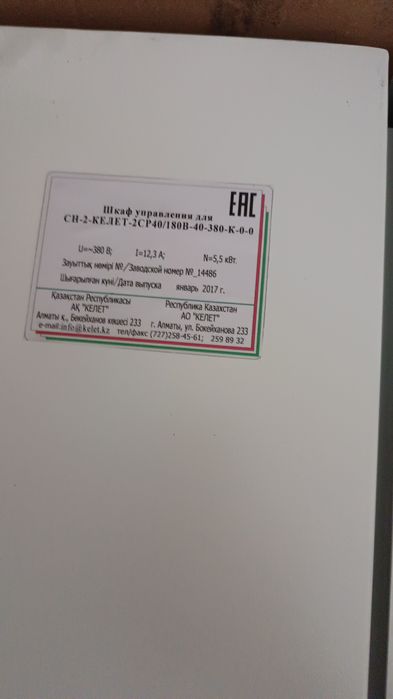 EAC
Шкаф управления для
СН-2-КЕЛЕТ-2СР40/180В-40-380-К-0-0
U=~380 В; I=12,3 А; N=5,5 кВт
Зауыттық нөмірі №/Заводской номер №_14486
Шығарылған күні/Дата выпуска январь 2017 г.
Қазақстан Республикасы Республика Казахстан
АҚ "КЕЛЕТ" АО "КЕЛЕТ"
Алматы қ., Бокейханов көшесі 233 г. Алматы, ул. Бокейханова 233
e-mail:info@kelet.kz тел/факс (727)258-45-61; 259 89 32